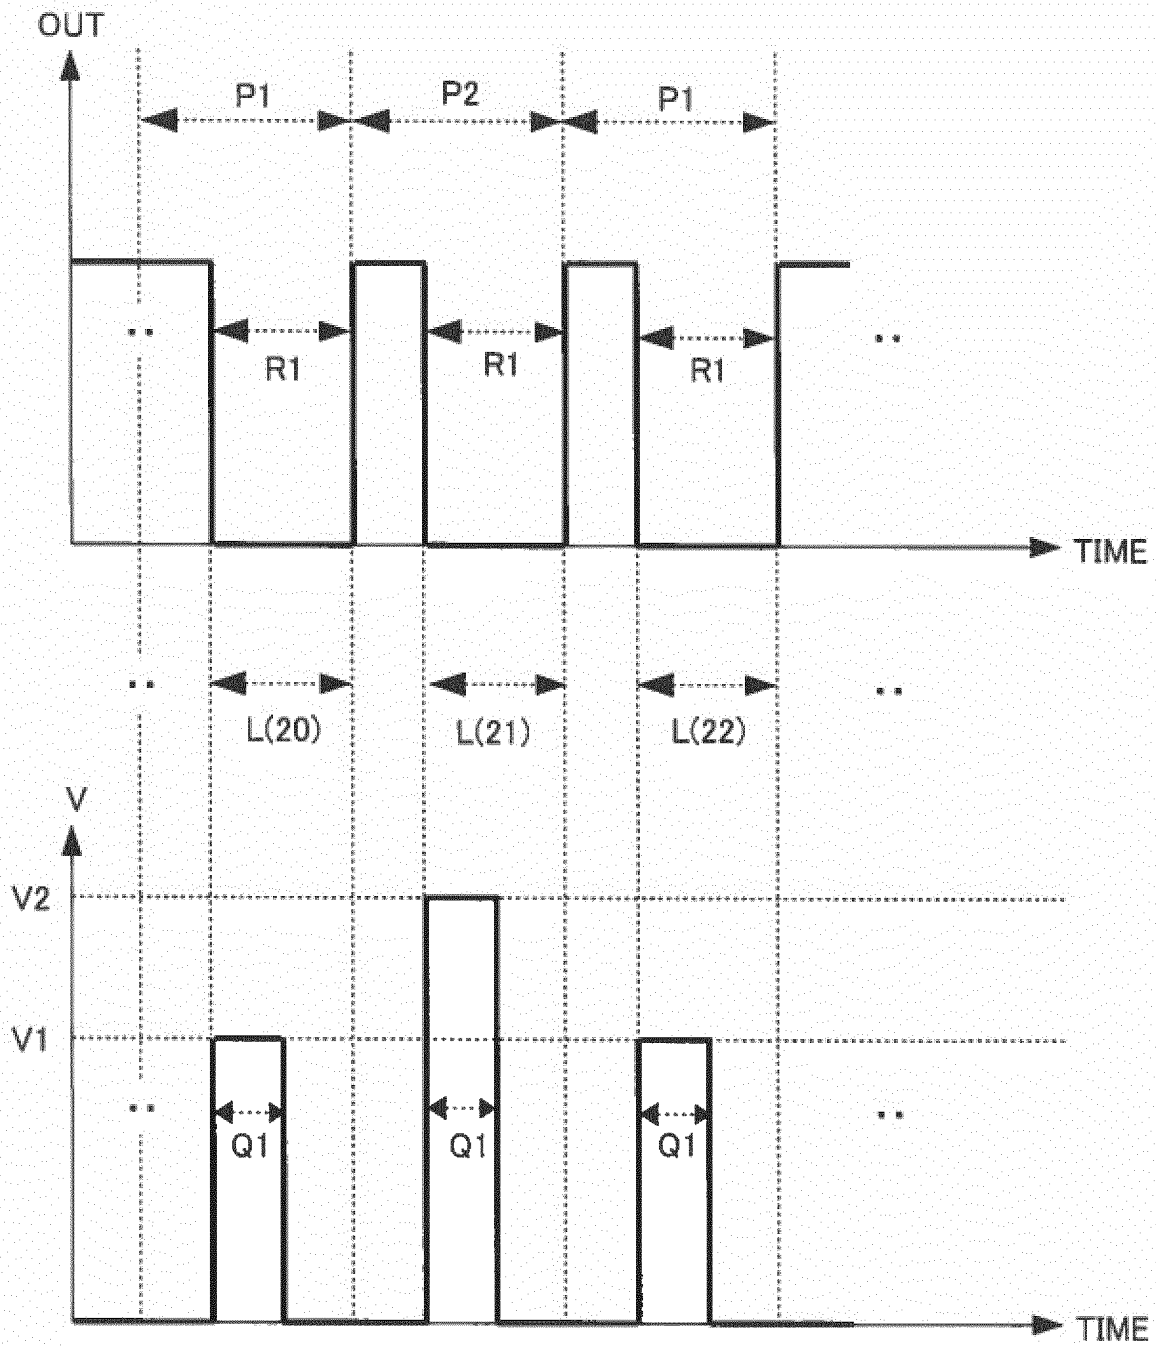 OUT
P1 P2 P1
R1 R1 R1
TIME
L(20) L(21) L(22)
V
V2
V1
Q1 Q1 Q1
TIME